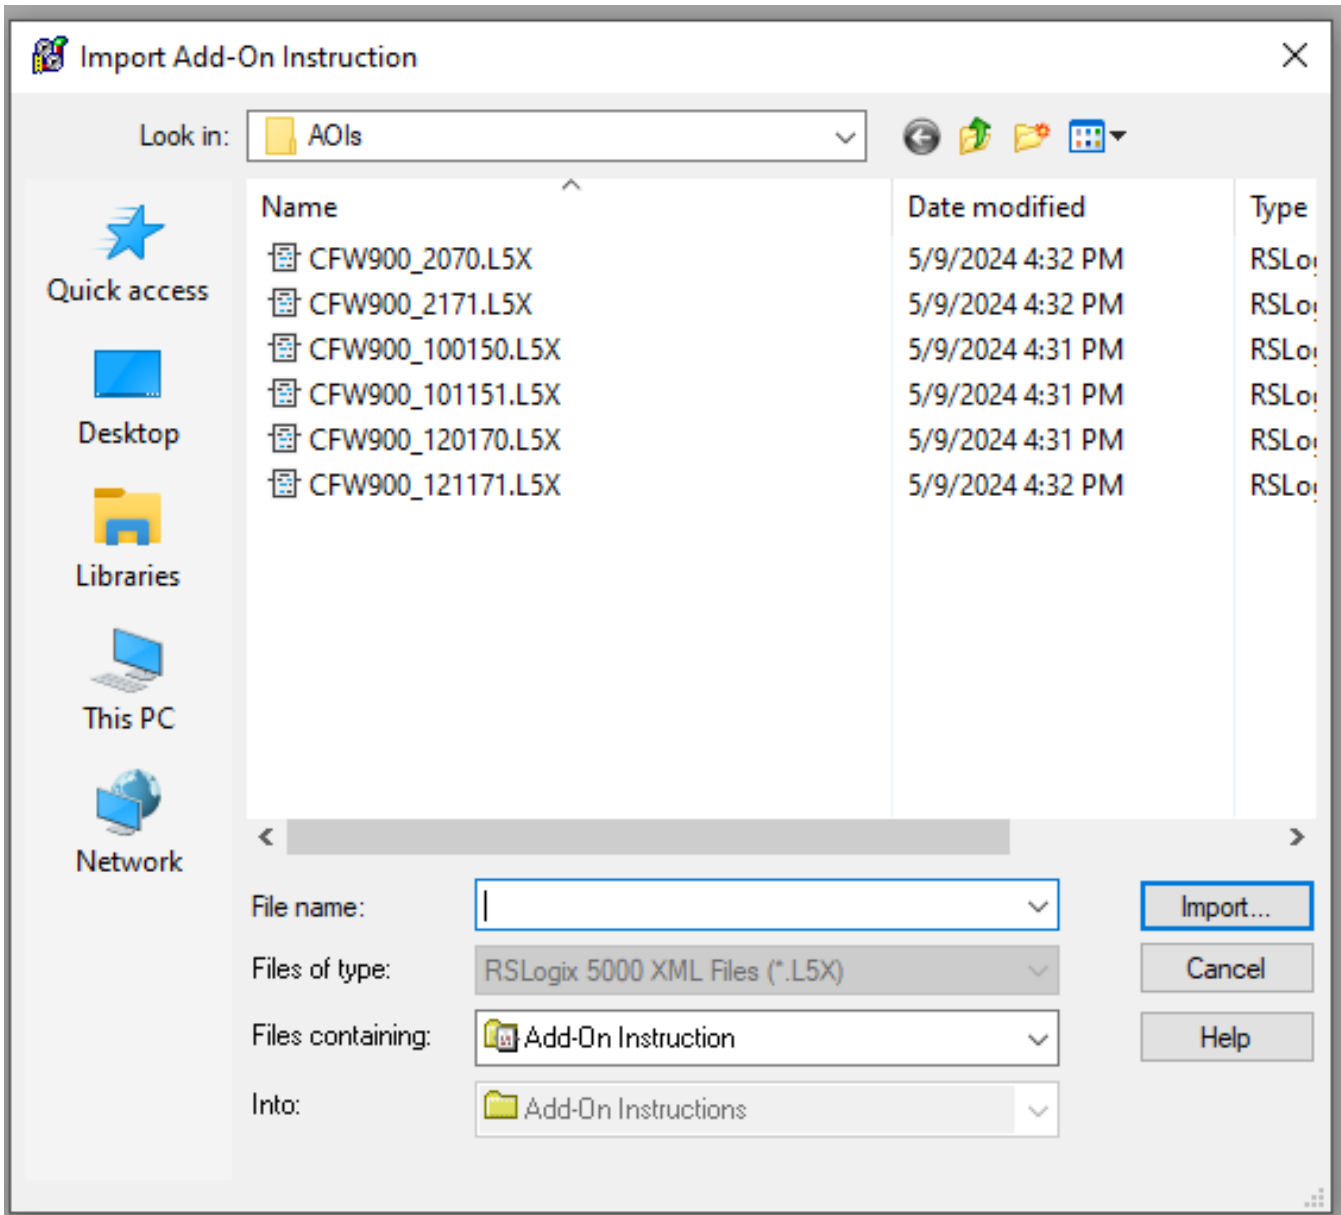 Import Add-On Instruction
Look in: AOIs
Name Date modified Type
CFW900_2070.L5X 5/9/2024 4:32 PM
CFW900_2171.L5X 5/9/2024 4:32 PM
CFW900_100150.L5X 5/9/2024 4:31 PM
CFW900_101151.L5X 5/9/2024 4:31 PM
CFW900_120170.L5X 5/9/2024 4:31 PM
CFW900_121171.L5X 5/9/2024 4:32 PM
Quick access
Desktop
Libraries
This PC
Network
File name: Import...
Files of type: RSLogix 5000 XML Files (*.L5X) Cancel
Files containing: Add-On Instruction Help
Into: Add-On Instructions